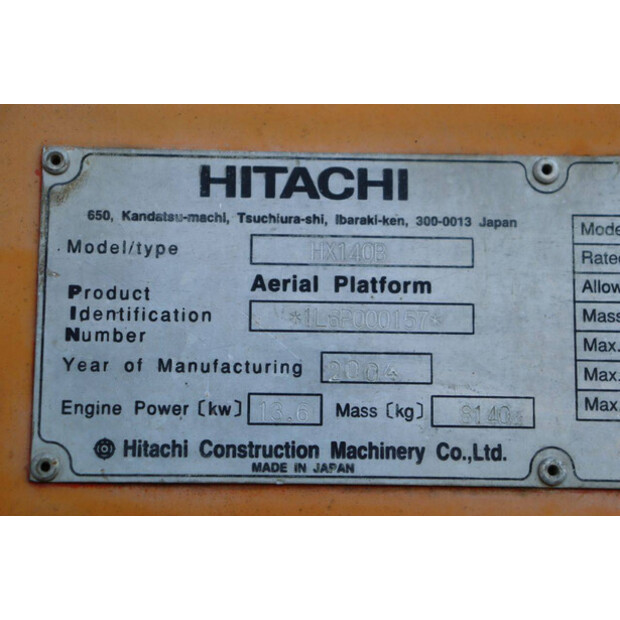 HITACHI
650, Kandatsu-machi, Tsuchiura-shi, Ibaraki-ken, 300-0013 Japan
Model/type HX140B
Aerial Platform
Product
Identification
Number
Year of Manufacturing 2004
Engine Power (kw) 13.6 Mass (kg) 8140
Hitachi Construction Machinery Co.,Ltd.
MADE IN JAPAN
Mode
Rated
Allow
Mass
Max.
Max.
Max.